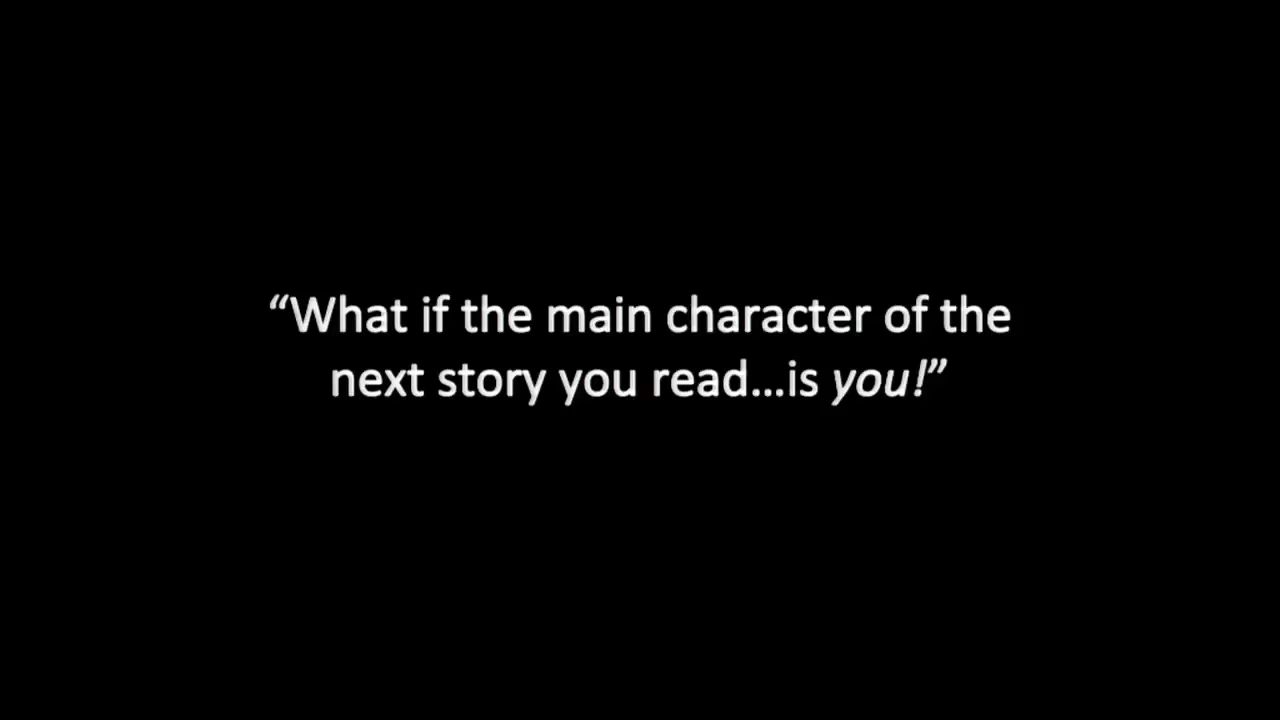 “What if the main character of the
next story you read...is you!”